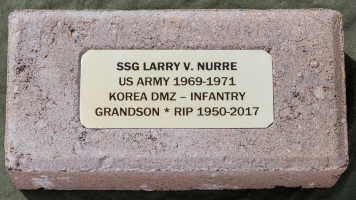 SSG LARRY V. NURRE
US ARMY 1969-1971
KOREA DMZ – INFANTRY
GRANDSON * RIP 1950-2017